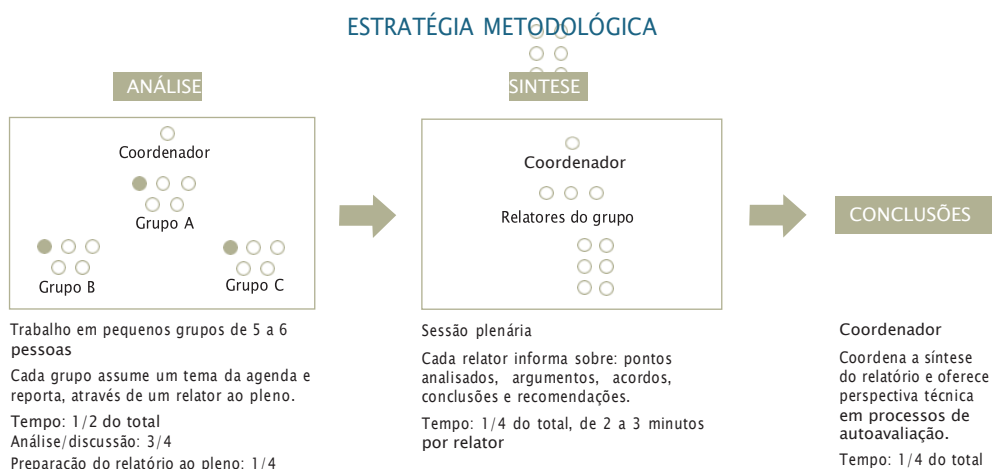 ESTRATÉGIA METODOLÓGICA
ANÁLISE
Coordenador
Grupo A
Grupo B
Grupo C
Trabalho em pequenos grupos de 5 a 6
pessoas
Cada grupo assume um tema da agenda e
reporta, através de um relator ao pleno.
Tempo: 1/2 do total
Análise/discussão: 3/4
Preparação do relatório ao pleno: 1/4
SINTESE
Coordenador
Relatores do grupo
Sessão plenária
Cada relator informa sobre: pontos
analisados, argumentos, acordos,
conclusões e recomendações.
Tempo: 1/4 do total, de 2 a 3 minutos
por relator
CONCLUSÕES
Coordenador
Coordena a síntese
do relatório e oferece
perspectiva técnica
em processos de
autoavaliação.
Tempo: 1/4 do total